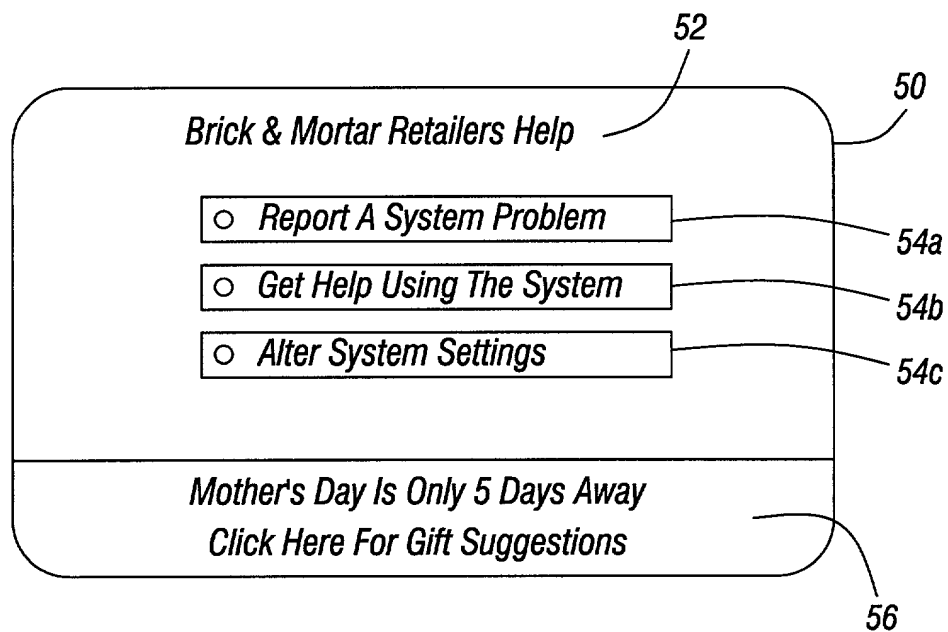 52
50
Brick & Mortar Retailers Help
Report A System Problem
54a
Get Help Using The System
54b
Alter System Settings
54c
Mother's Day Is Only 5 Days Away
Click Here For Gift Suggestions
56